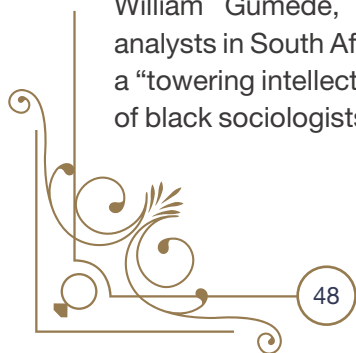 William Gumede,
analysts in South Af
a “towering intellect
of black sociologists
48